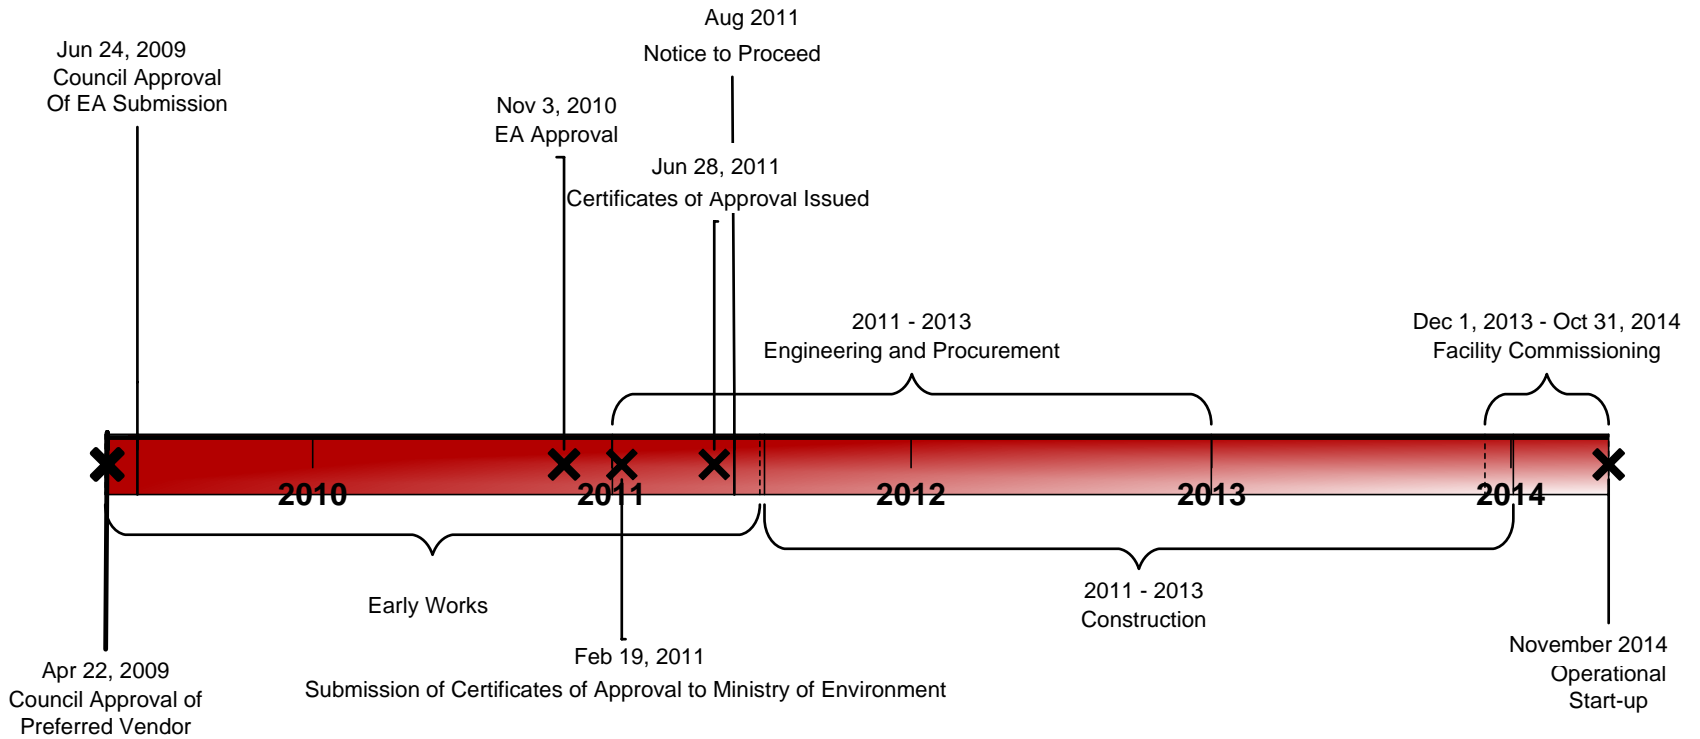 Aug 2011
Notice to Proceed
Jun 24, 2009
Council Approval
Of EA Submission
Nov 3, 2010
EA Approval
Jun 28, 2011
Certificates of Approval Issued
2011 - 2013
Engineering and Procurement
Dec 1, 2013 - Oct 31, 2014
Facility Commissioning
2010
2011
2012
2013
2014
Early Works
2011 - 2013
Construction
Feb 19, 2011
Submission of Certificates of Approval to Ministry of Environment
Apr 22, 2009
Council Approval of
Preferred Vendor
November 2014
Operational
Start-up